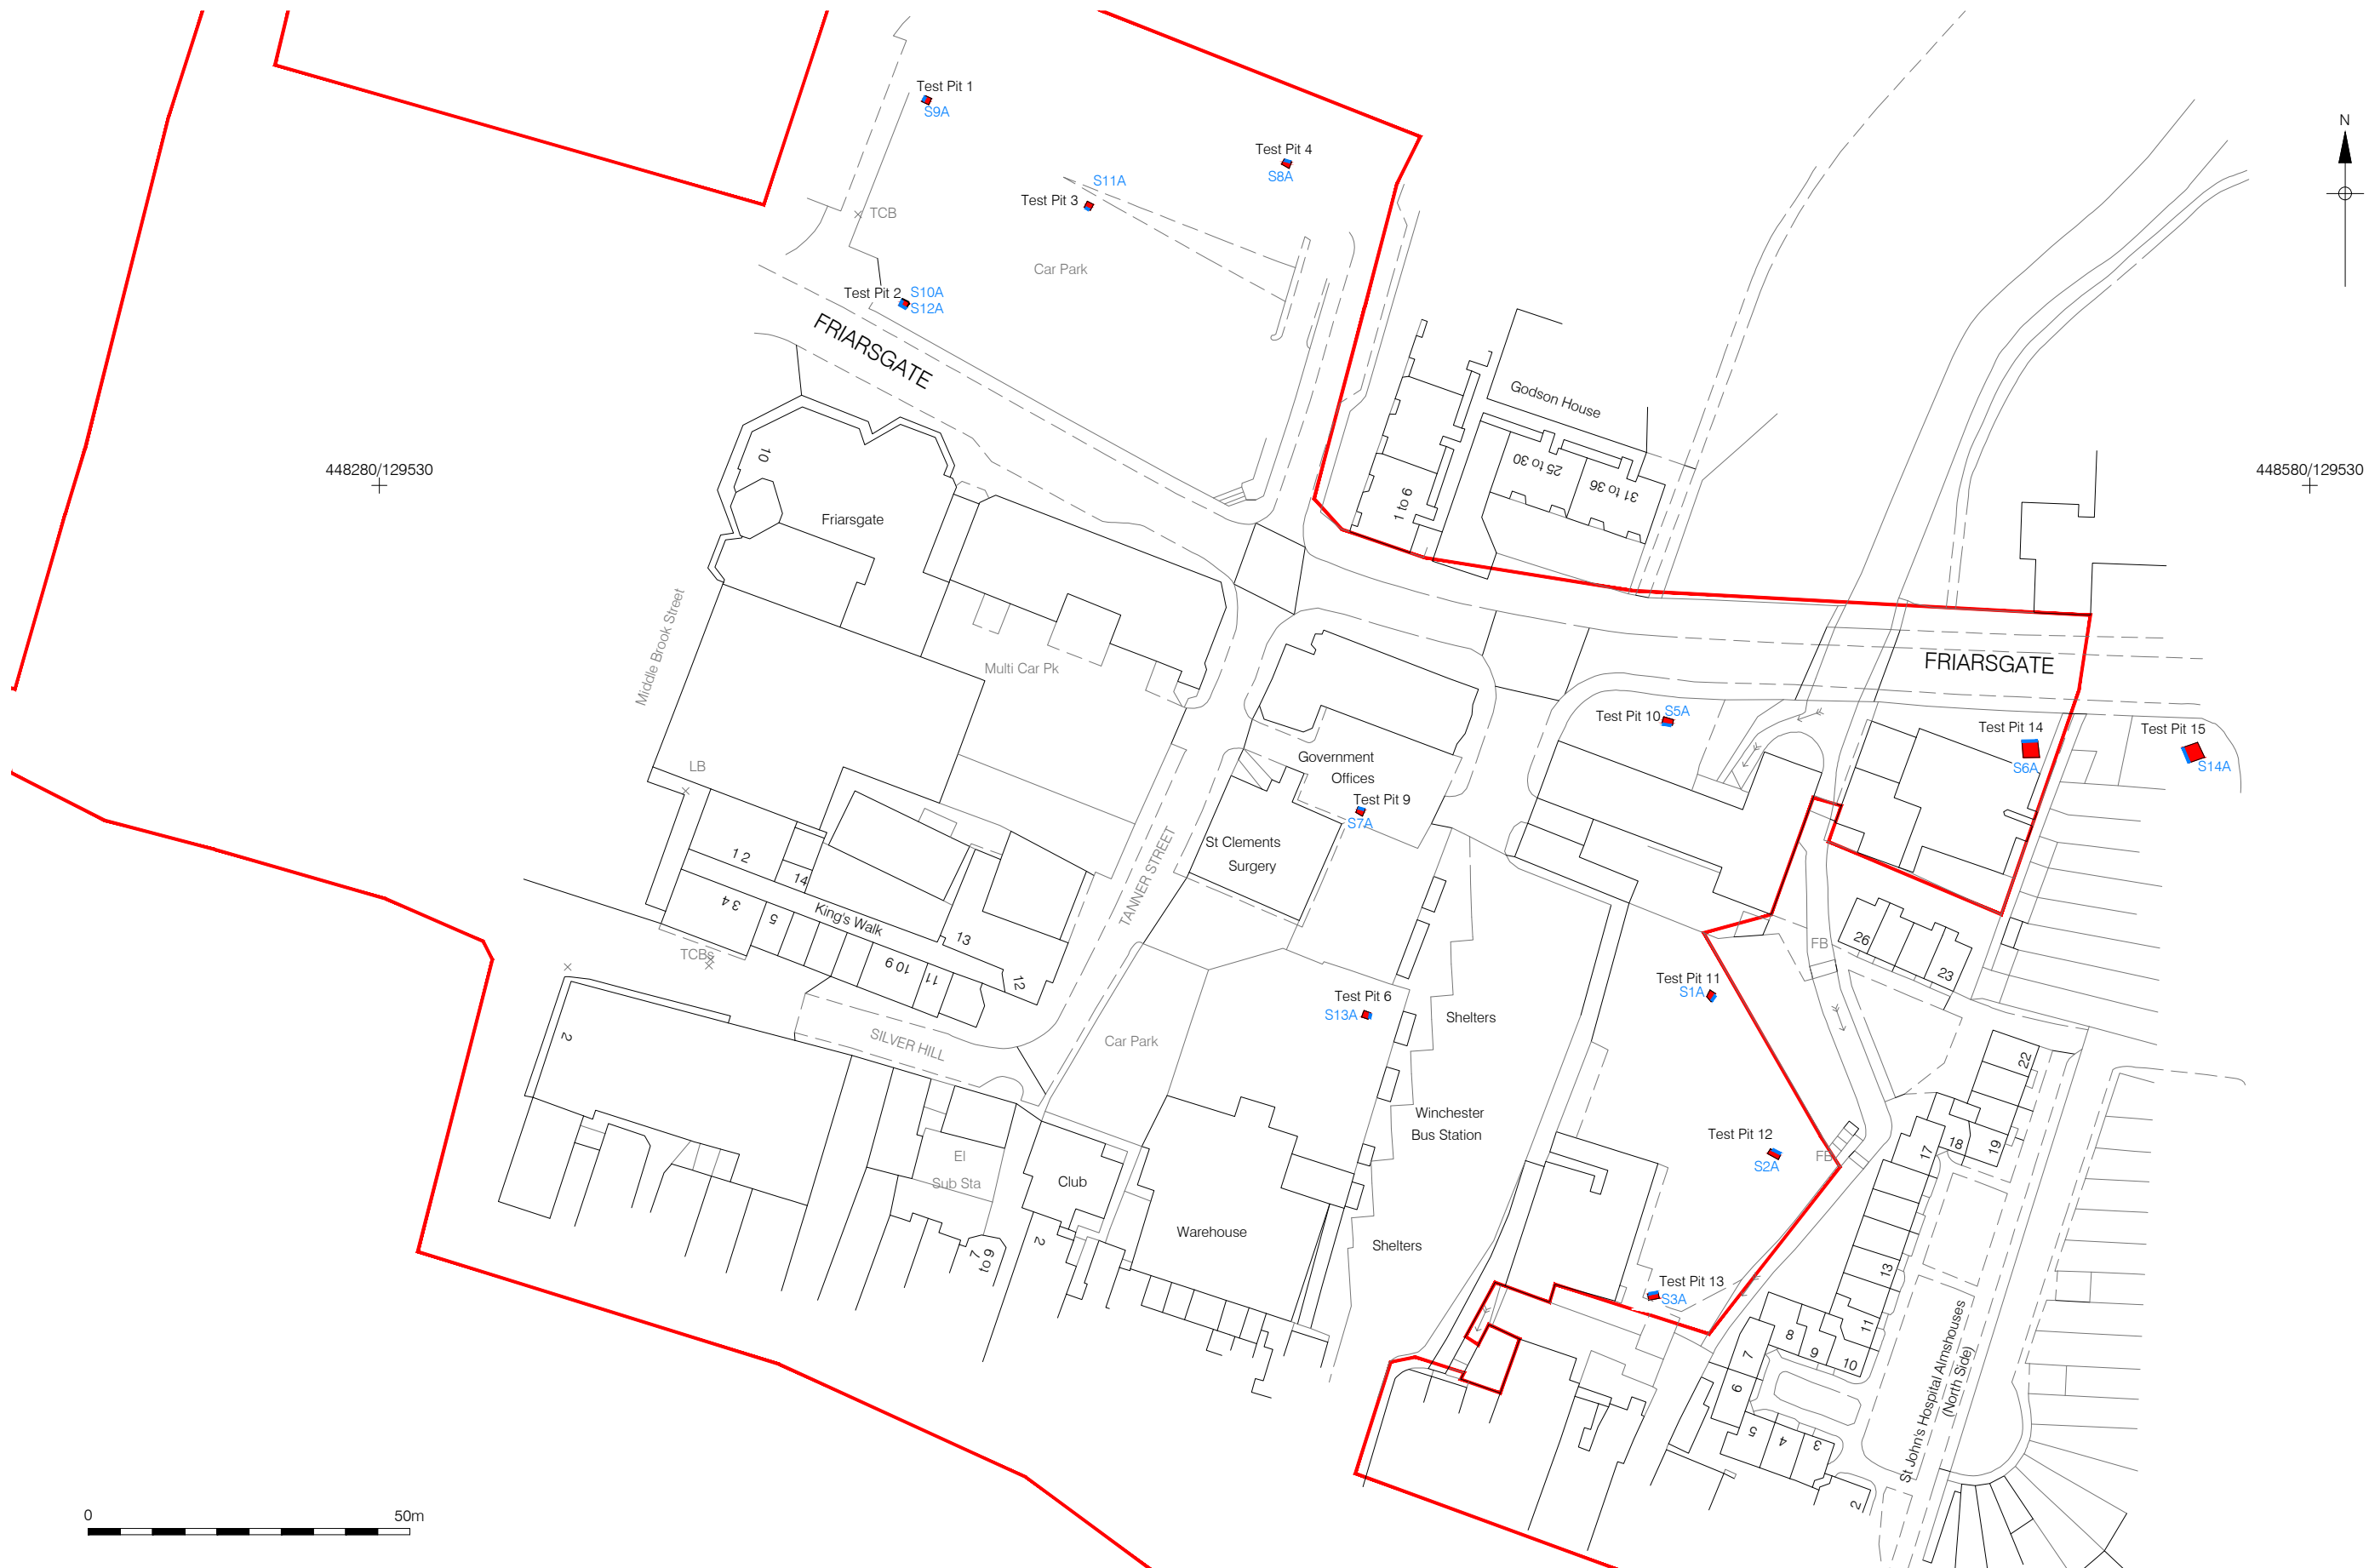 Test Pit 1
S9A
N
Test Pit 4
S8A
S11A
Test Pit 3
TCB
Car Park
Test Pit 2
S10A
S12A
FRIARSGATE
Godson House
448280/129530
448580/129530
10
25 to 30
31 to 36
1 to 6
Friarsgate
Middle Brook Street
Multi Car Pk
FRIARSGATE
Test Pit 10
S5A
Test Pit 14
S6A
Test Pit 15
S14A
Government
Offices
LB
Test Pit 9
S7A
St Clements
Surgery
TANNER STREET
1 2
14
3 4
5
King's Walk
13
TCBs
10 9
11
12
26
23
FB
Test Pit 11
S1A
Test Pit 6
S13A
Shelters
2
SILVER HILL
Car Park
22
Winchester
Bus Station
Test Pit 12
S2A
FB
17
18
19
El
Sub Sta
Club
Warehouse
Shelters
2
7
to 9
13
Test Pit 13
S3A
11
8
9
10
7
6
5
4
3
2
St John's Hospital Almshouses
(North Side)
0
50m